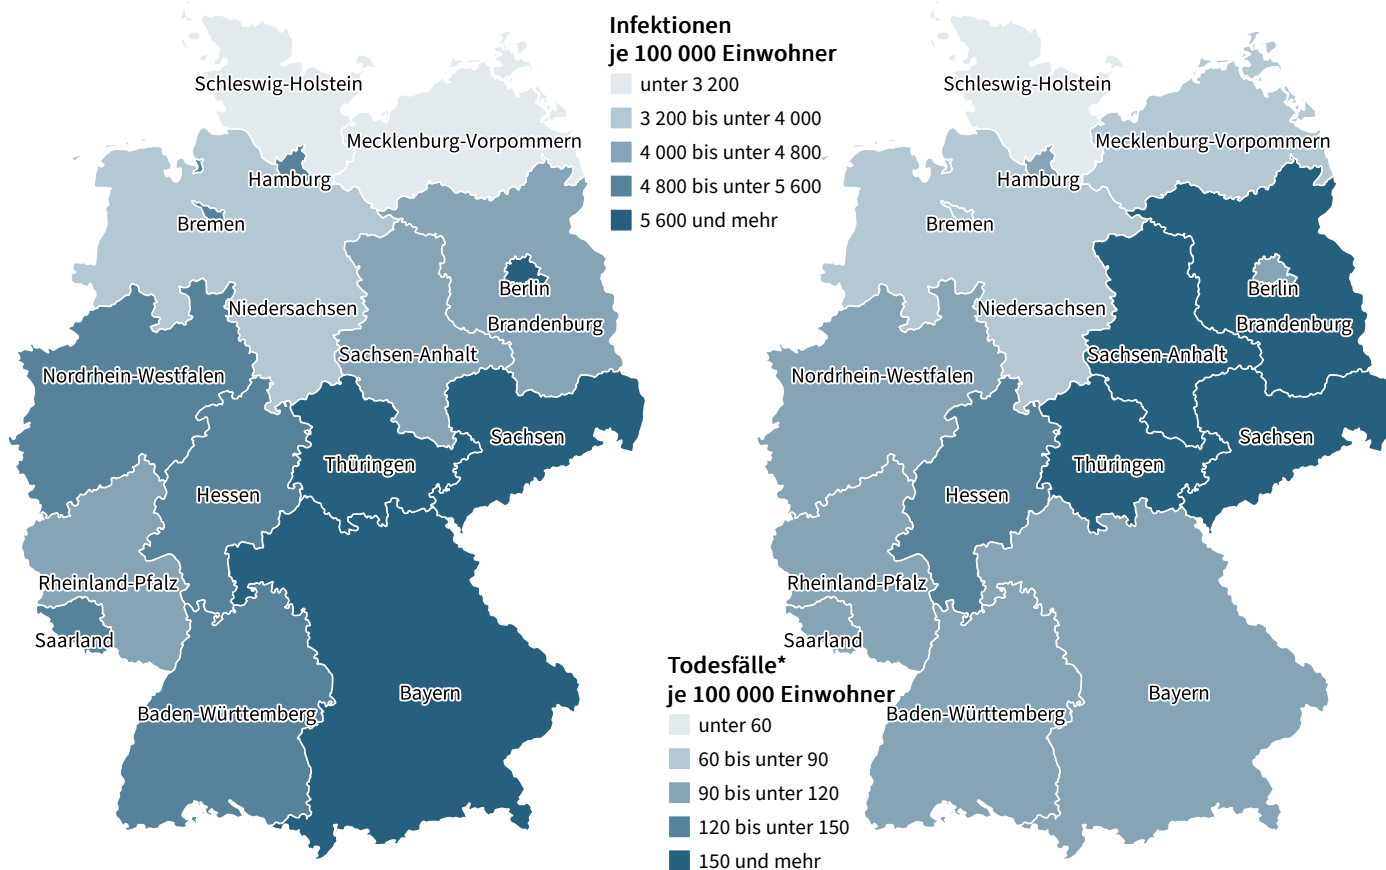 Infektionen
je 100 000 Einwohner
unter 3 200
3 200 bis unter 4 000
4 000 bis unter 4 800
4 800 bis unter 5 600
5 600 und mehr
Schleswig-Holstein
Mecklenburg-Vorpommern
Hamburg
Bremen
Berlin
Niedersachsen
Brandenburg
Sachsen-Anhalt
Nordrhein-Westfalen
Sachsen
Thüringen
Hessen
Rheinland-Pfalz
Saarland
Bayern
Baden-Württemberg
Todesfälle*
je 100 000 Einwohner
unter 60
60 bis unter 90
90 bis unter 120
120 bis unter 150
150 und mehr
Schleswig-Holstein
Mecklenburg-Vorpommern
Hamburg
Bremen
Berlin
Niedersachsen
Brandenburg
Sachsen-Anhalt
Nordrhein-Westfalen
Sachsen
Thüringen
Hessen
Rheinland-Pfalz
Saarland
Bayern
Baden-Württemberg